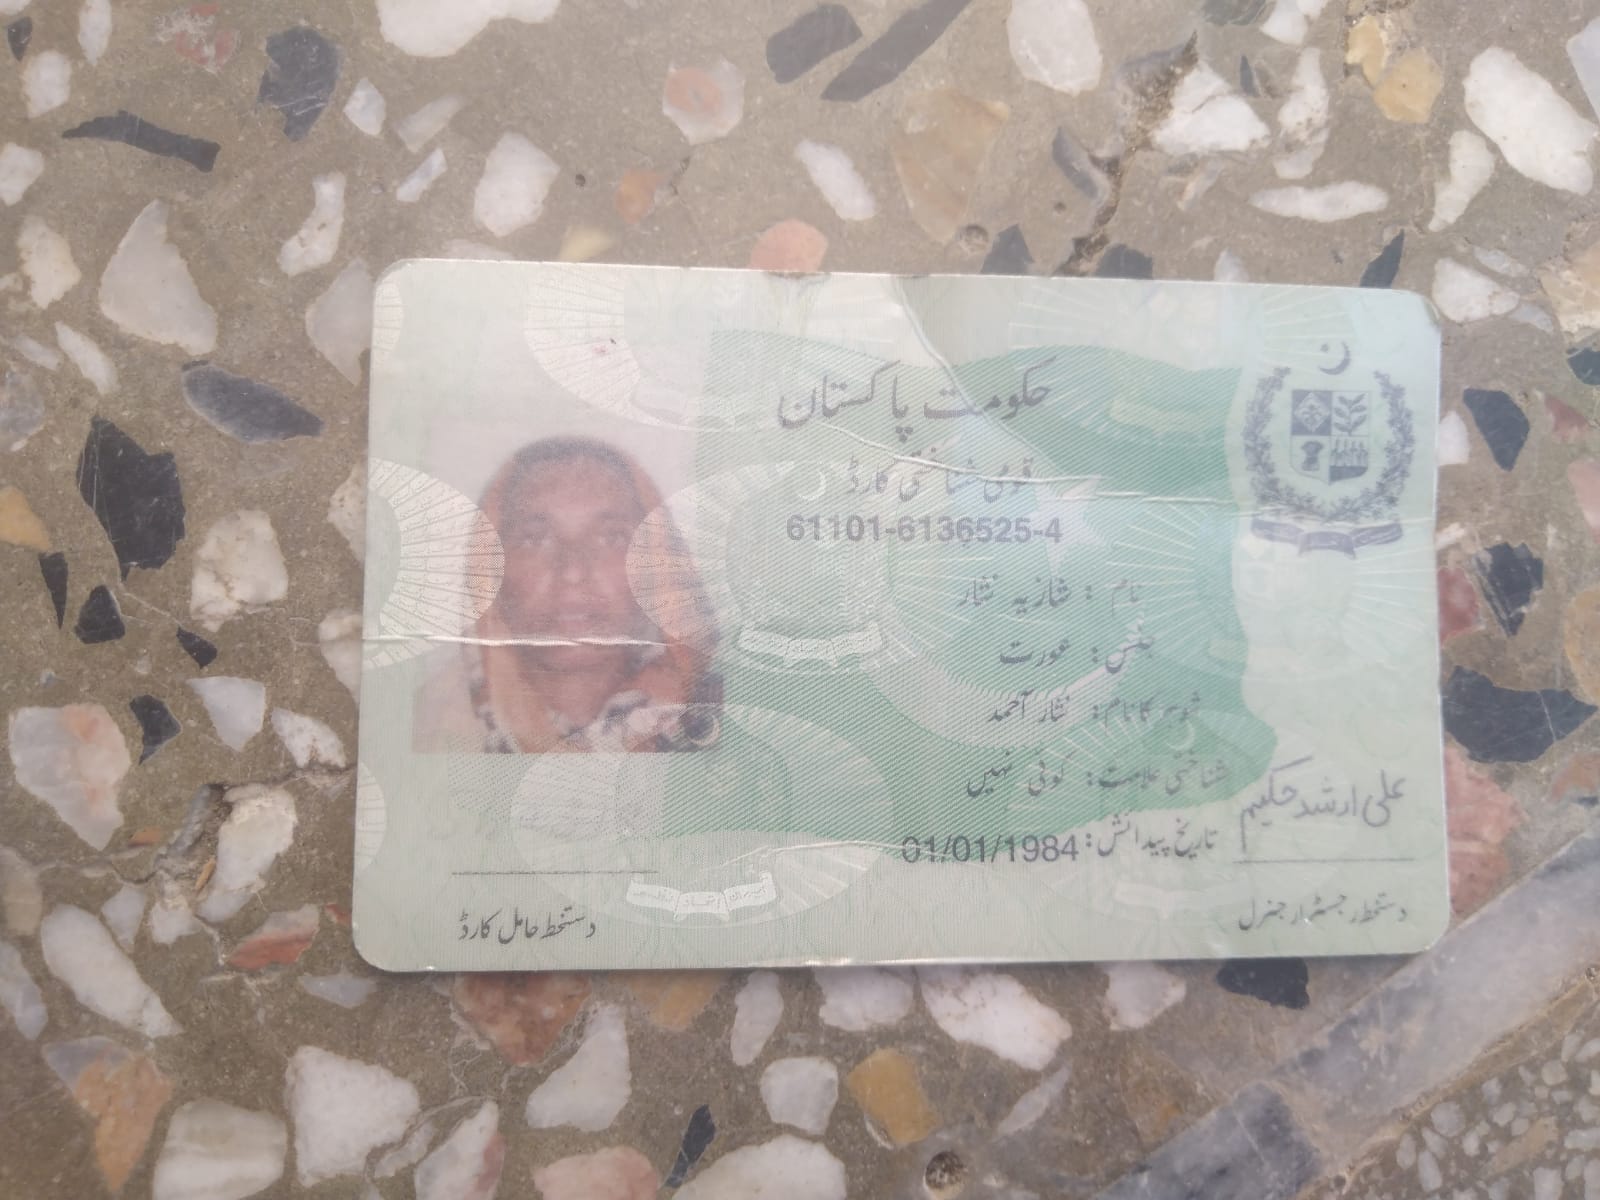 حکومت پاکستان
قومی شناختی کارڈ
61101-6136525-4
نام : شازیہ نثار
جنس: عورت
شوہر کا نام: نثار احمد
شناختی علامت: کوئی نہیں
تاریخ پیدائش: 01/01/1984
علی ارشد حکیم
دستخط رجسٹرار جنرل
دستخط حامل کارڈ